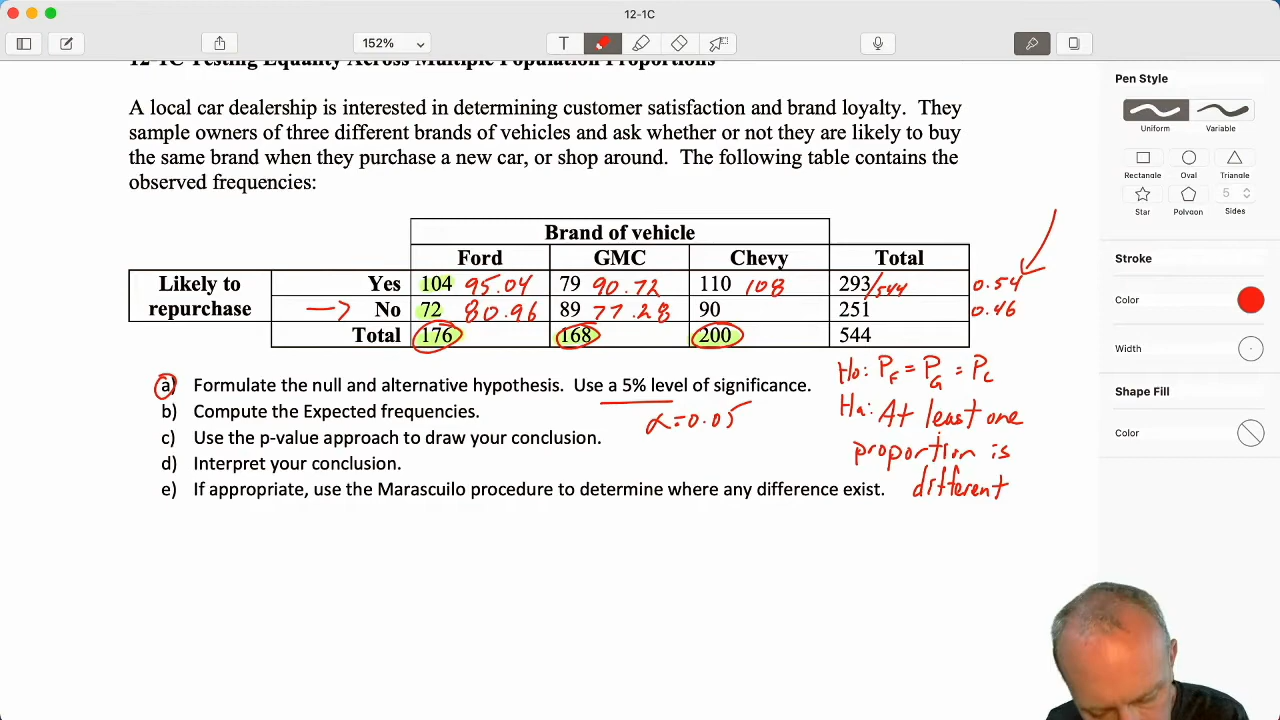 12-1C
152%
T
12-1C Testing Equality Across Multiple Population Proportions
A local car dealership is interested in determining customer satisfaction and brand loyalty. They
sample owners of three different brands of vehicles and ask whether or not they are likely to buy
the same brand when they purchase a new car, or shop around. The following table contains the
observed frequencies:
Brand of vehicle
Ford GMC Chevy Total
Likely to repurchase Yes 104 95.04 79 90.72 110 108 293/544 0.54
No 72 80.96 89 77.28 90 251 0.46
Total 176 168 200 544
a) Formulate the null and alternative hypothesis. Use a 5% level of significance.
α=0.05
b) Compute the Expected frequencies.
c) Use the p-value approach to draw your conclusion.
d) Interpret your conclusion.
e) If appropriate, use the Marascuilo procedure to determine where any difference exist.
Ho: PF = PG = PC
Ha: At least one
proportion is
different
Pen Style
Uniform Variable
Rectangle Oval Triangle
5
Star Polygon Sides
Stroke
Color
Width
Shape Fill
Color